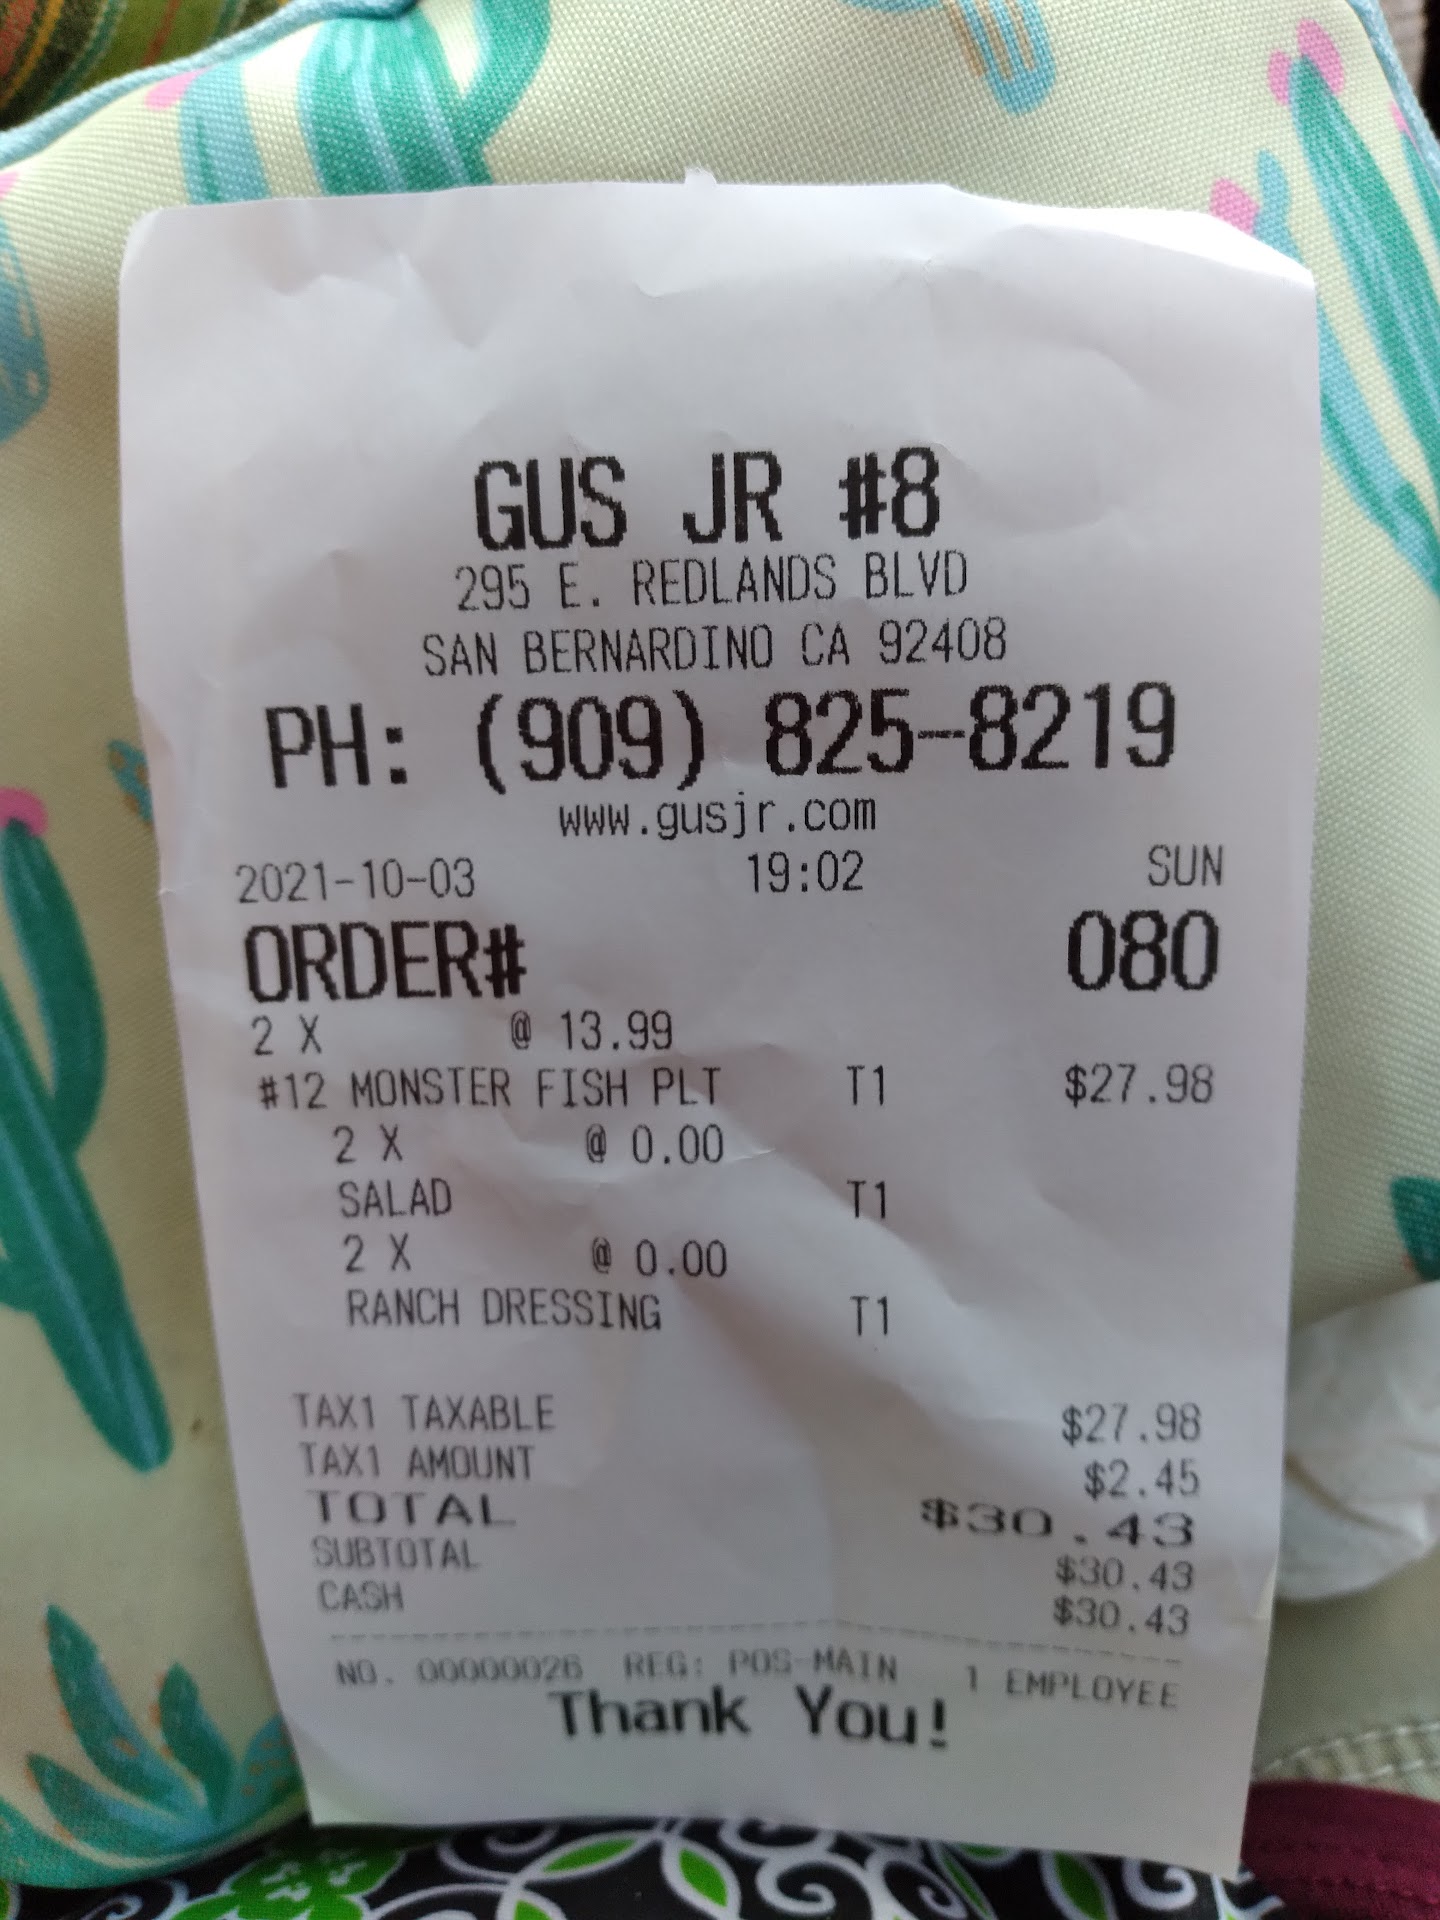 GUS JR #8
295 E. REDLANDS BLVD
SAN BERNARDINO CA 92408
PH: (909) 825-8219
www.gusjr.com
2021-10-03 19:02 SUN
ORDER# 080
2 X @ 13.99
#12 MONSTER FISH PLT T1 $27.98
2 X @ 0.00
SALAD T1
2 X @ 0.00
RANCH DRESSING T1
TAX1 TAXABLE $27.98
TAX1 AMOUNT $2.45
TOTAL $30.43
SUBTOTAL $30.43
CASH $30.43
NO. 00000026 REG: POS-MAIN 1 EMPLOYEE
Thank You!